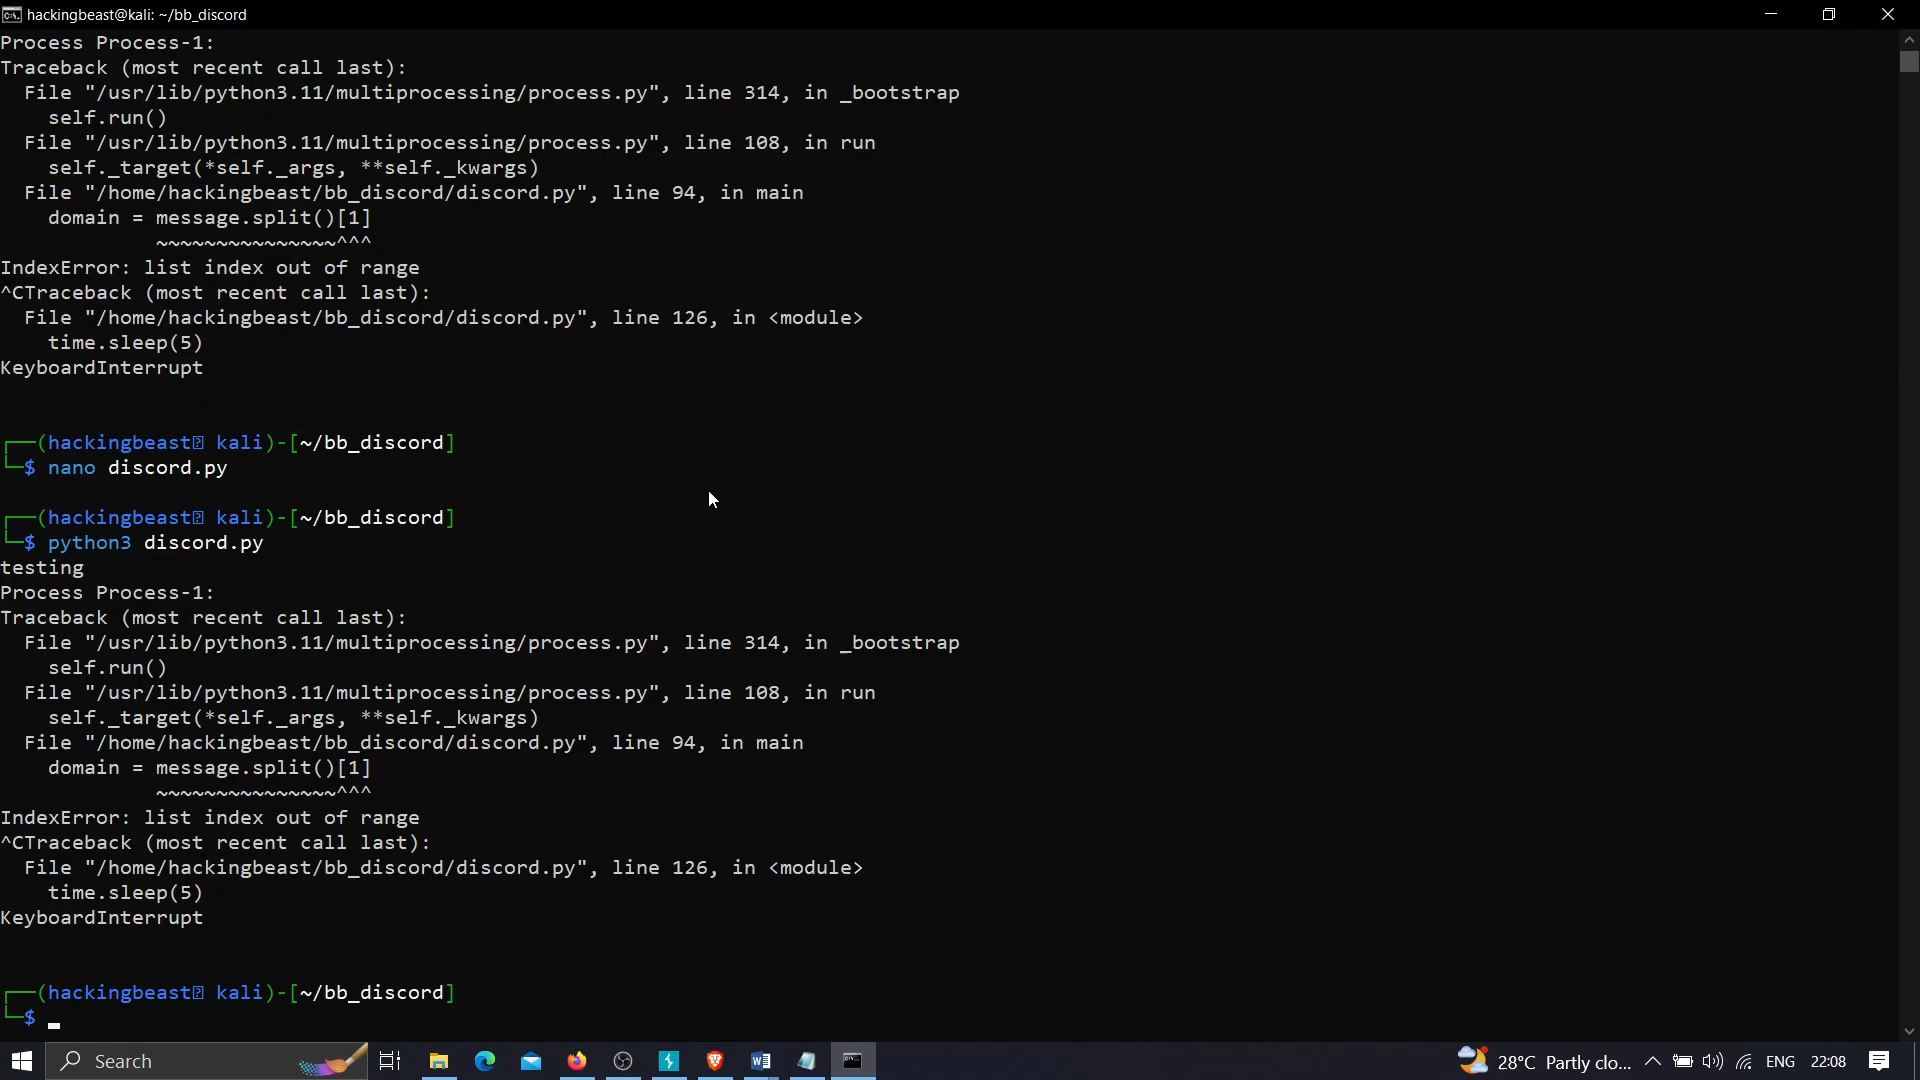 hackingbeast@kali: ~/bb_discord
Process Process-1:
Traceback (most recent call last):
  File "/usr/lib/python3.11/multiprocessing/process.py", line 314, in _bootstrap
    self.run()
  File "/usr/lib/python3.11/multiprocessing/process.py", line 108, in run
    self._target(*self._args, **self._kwargs)
  File "/home/hackingbeast/bb_discord/discord.py", line 94, in main
    domain = message.split()[1]
             ~~~~~~~~~~~~~~~^^^
IndexError: list index out of range
^CTraceback (most recent call last):
  File "/home/hackingbeast/bb_discord/discord.py", line 126, in <module>
    time.sleep(5)
KeyboardInterrupt
┌──(hackingbeast⍰ kali)-[~/bb_discord]
└─$ nano discord.py
┌──(hackingbeast⍰ kali)-[~/bb_discord]
└─$ python3 discord.py
testing
Process Process-1:
Traceback (most recent call last):
  File "/usr/lib/python3.11/multiprocessing/process.py", line 314, in _bootstrap
    self.run()
  File "/usr/lib/python3.11/multiprocessing/process.py", line 108, in run
    self._target(*self._args, **self._kwargs)
  File "/home/hackingbeast/bb_discord/discord.py", line 94, in main
    domain = message.split()[1]
             ~~~~~~~~~~~~~~~^^^
IndexError: list index out of range
^CTraceback (most recent call last):
  File "/home/hackingbeast/bb_discord/discord.py", line 126, in <module>
    time.sleep(5)
KeyboardInterrupt
┌──(hackingbeast⍰ kali)-[~/bb_discord]
└─$
Search
28°C Partly clo... ENG 22:08